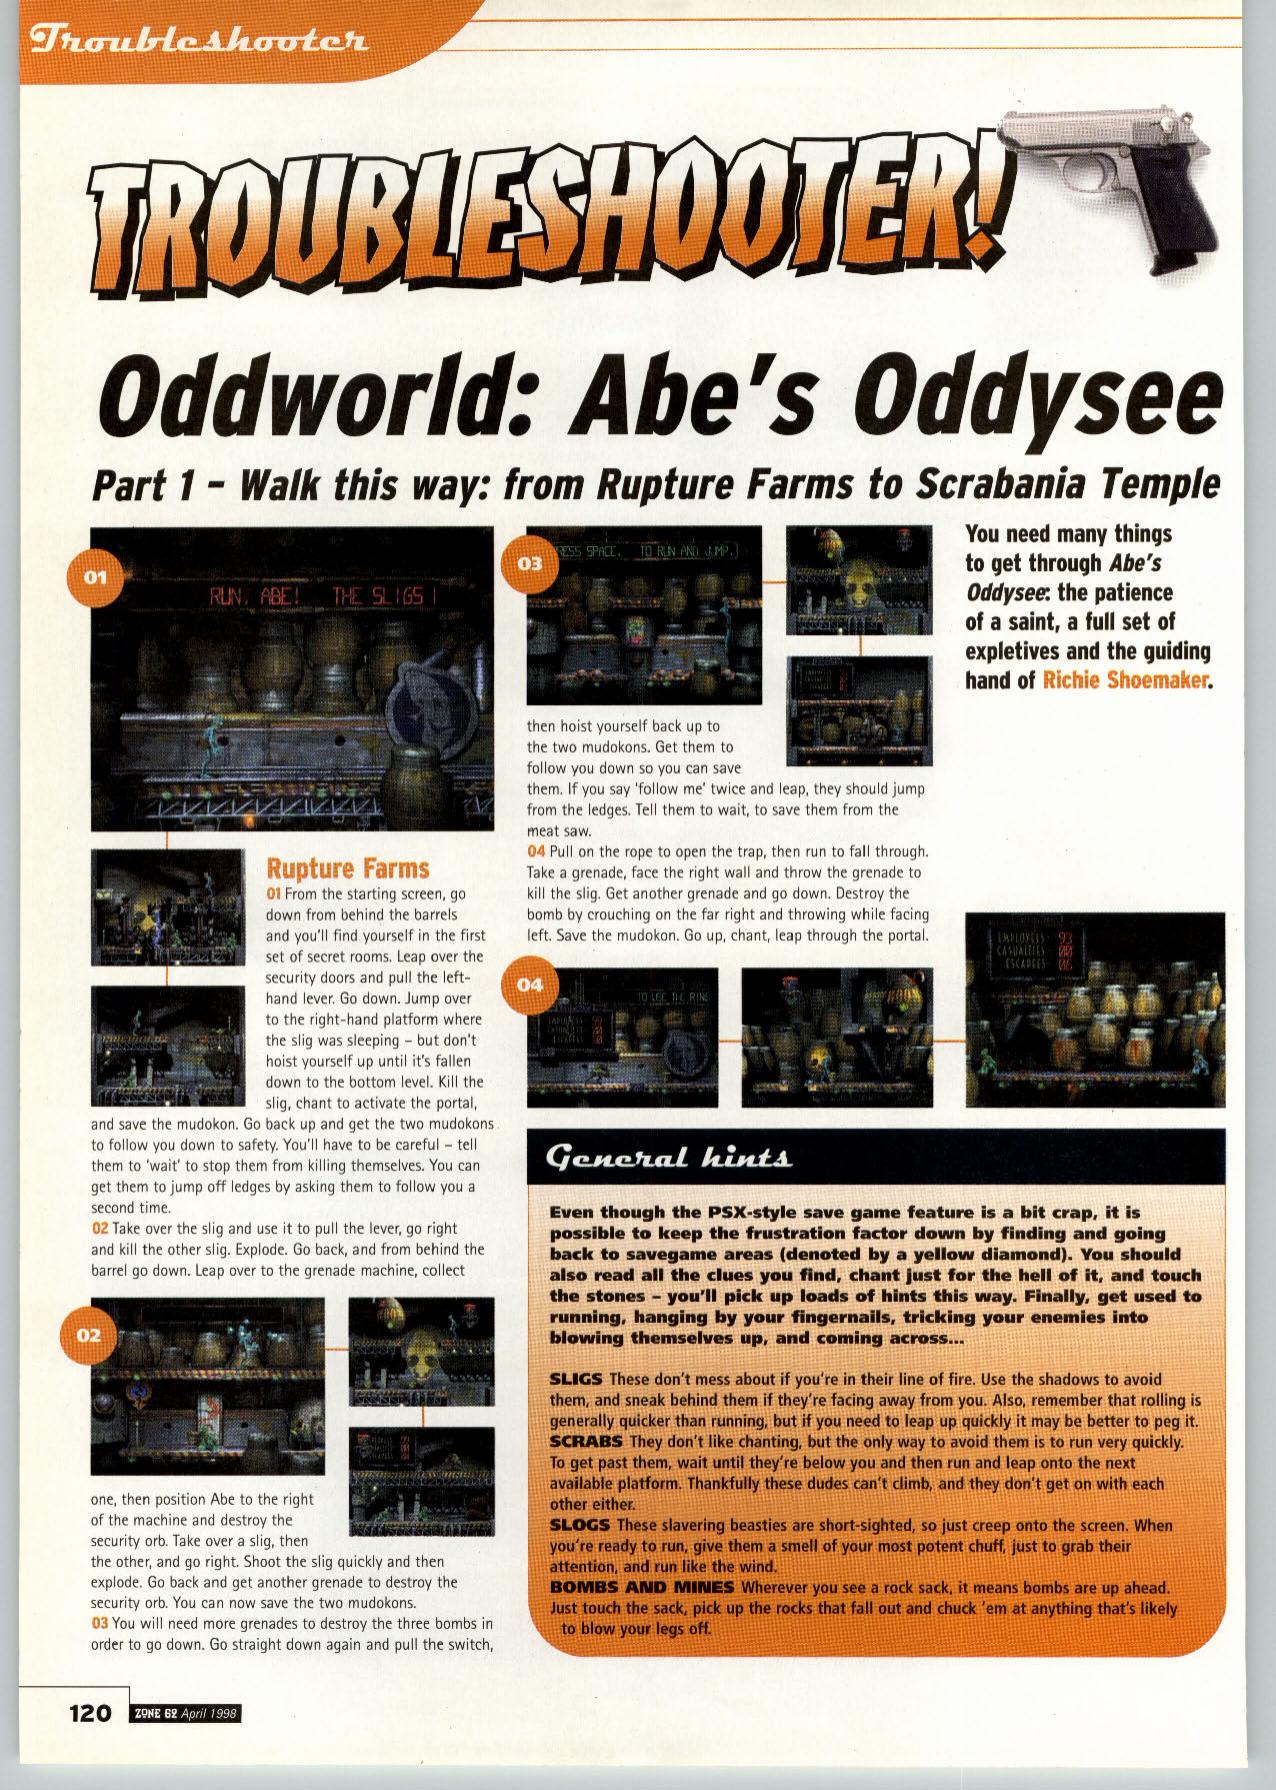 Troubleshooter
TROUBLESHOOTER!
Oddworld: Abe's Oddysee
Part 1 – Walk this way: from Rupture Farms to Scrabania Temple
You need many things
to get through Abe's
Oddysee: the patience
of a saint, a full set of
expletives and the guiding
hand of Richie Shoemaker.
01
RUN, ABE! THE SLIGS!
Rupture Farms
01 From the starting screen, go
down from behind the barrels
and you'll find yourself in the first
set of secret rooms. Leap over the
security doors and pull the left-
hand lever. Go down. Jump over
to the right-hand platform where
the slig was sleeping – but don't
hoist yourself up until it's fallen
down to the bottom level. Kill the
slig, chant to activate the portal,
and save the mudokon. Go back up and get the two mudokons
to follow you down to safety. You'll have to be careful – tell
them to 'wait' to stop them from killing themselves. You can
get them to jump off ledges by asking them to follow you a
second time.
02 Take over the slig and use it to pull the lever, go right
and kill the other slig. Explode. Go back, and from behind the
barrel go down. Leap over to the grenade machine, collect
02
one, then position Abe to the right
of the machine and destroy the
security orb. Take over a slig, then
the other, and go right. Shoot the slig quickly and then
explode. Go back and get another grenade to destroy the
security orb. You can now save the two mudokons.
03 You will need more grenades to destroy the three bombs in
order to go down. Go straight down again and pull the switch,
03
RESS SPACE. TO RUN AND JUMP.)
then hoist yourself back up to
the two mudokons. Get them to
follow you down so you can save
them. If you say 'follow me' twice and leap, they should jump
from the ledges. Tell them to wait, to save them from the
meat saw.
04 Pull on the rope to open the trap, then run to fall through.
Take a grenade, face the right wall and throw the grenade to
kill the slig. Get another grenade and go down. Destroy the
bomb by crouching on the far right and throwing while facing
left. Save the mudokon. Go up, chant, leap through the portal.
04
EMPLOYEES 93
CASUALTIES 00
ESCAPEES 06
General hints
Even though the PSX-style save game feature is a bit crap, it is
possible to keep the frustration factor down by finding and going
back to savegame areas (denoted by a yellow diamond). You should
also read all the clues you find, chant just for the hell of it, and touch
the stones – you'll pick up loads of hints this way. Finally, get used to
running, hanging by your fingernails, tricking your enemies into
blowing themselves up, and coming across...
SLIGS These don't mess about if you're in their line of fire. Use the shadows to avoid
them, and sneak behind them if they're facing away from you. Also, remember that rolling is
generally quicker than running, but if you need to leap up quickly it may be better to peg it.
SCRABS They don't like chanting, but the only way to avoid them is to run very quickly.
To get past them, wait until they're below you and then run and leap onto the next
available platform. Thankfully these dudes can't climb, and they don't get on with each
other either.
SLOGS These slavering beasties are short-sighted, so just creep onto the screen. When
you're ready to run, give them a smell of your most potent chuff, just to grab their
attention, and run like the wind.
BOMBS AND MINES Wherever you see a rock sack, it means bombs are up ahead.
Just touch the sack, pick up the rocks that fall out and chuck 'em at anything that's likely
to blow your legs off.
120 ZONE 62 April 1998